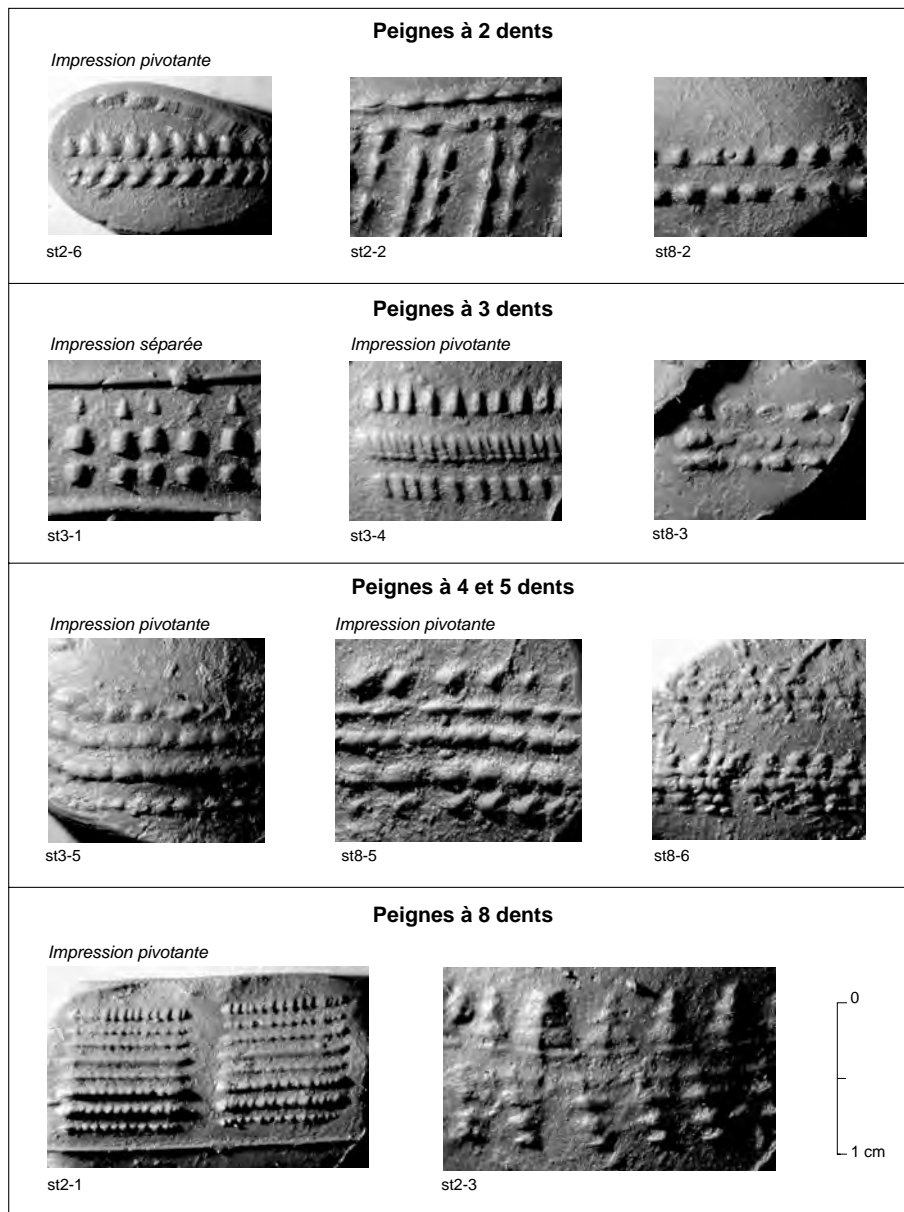 Peignes à 2 dents
Impression pivotante
st2-6
st2-2
st8-2
Peignes à 3 dents
Impression séparée
Impression pivotante
st3-1
st3-4
st8-3
Peignes à 4 et 5 dents
Impression pivotante
Impression pivotante
st3-5
st8-5
st8-6
Peignes à 8 dents
Impression pivotante
0
1 cm
st2-1
st2-3